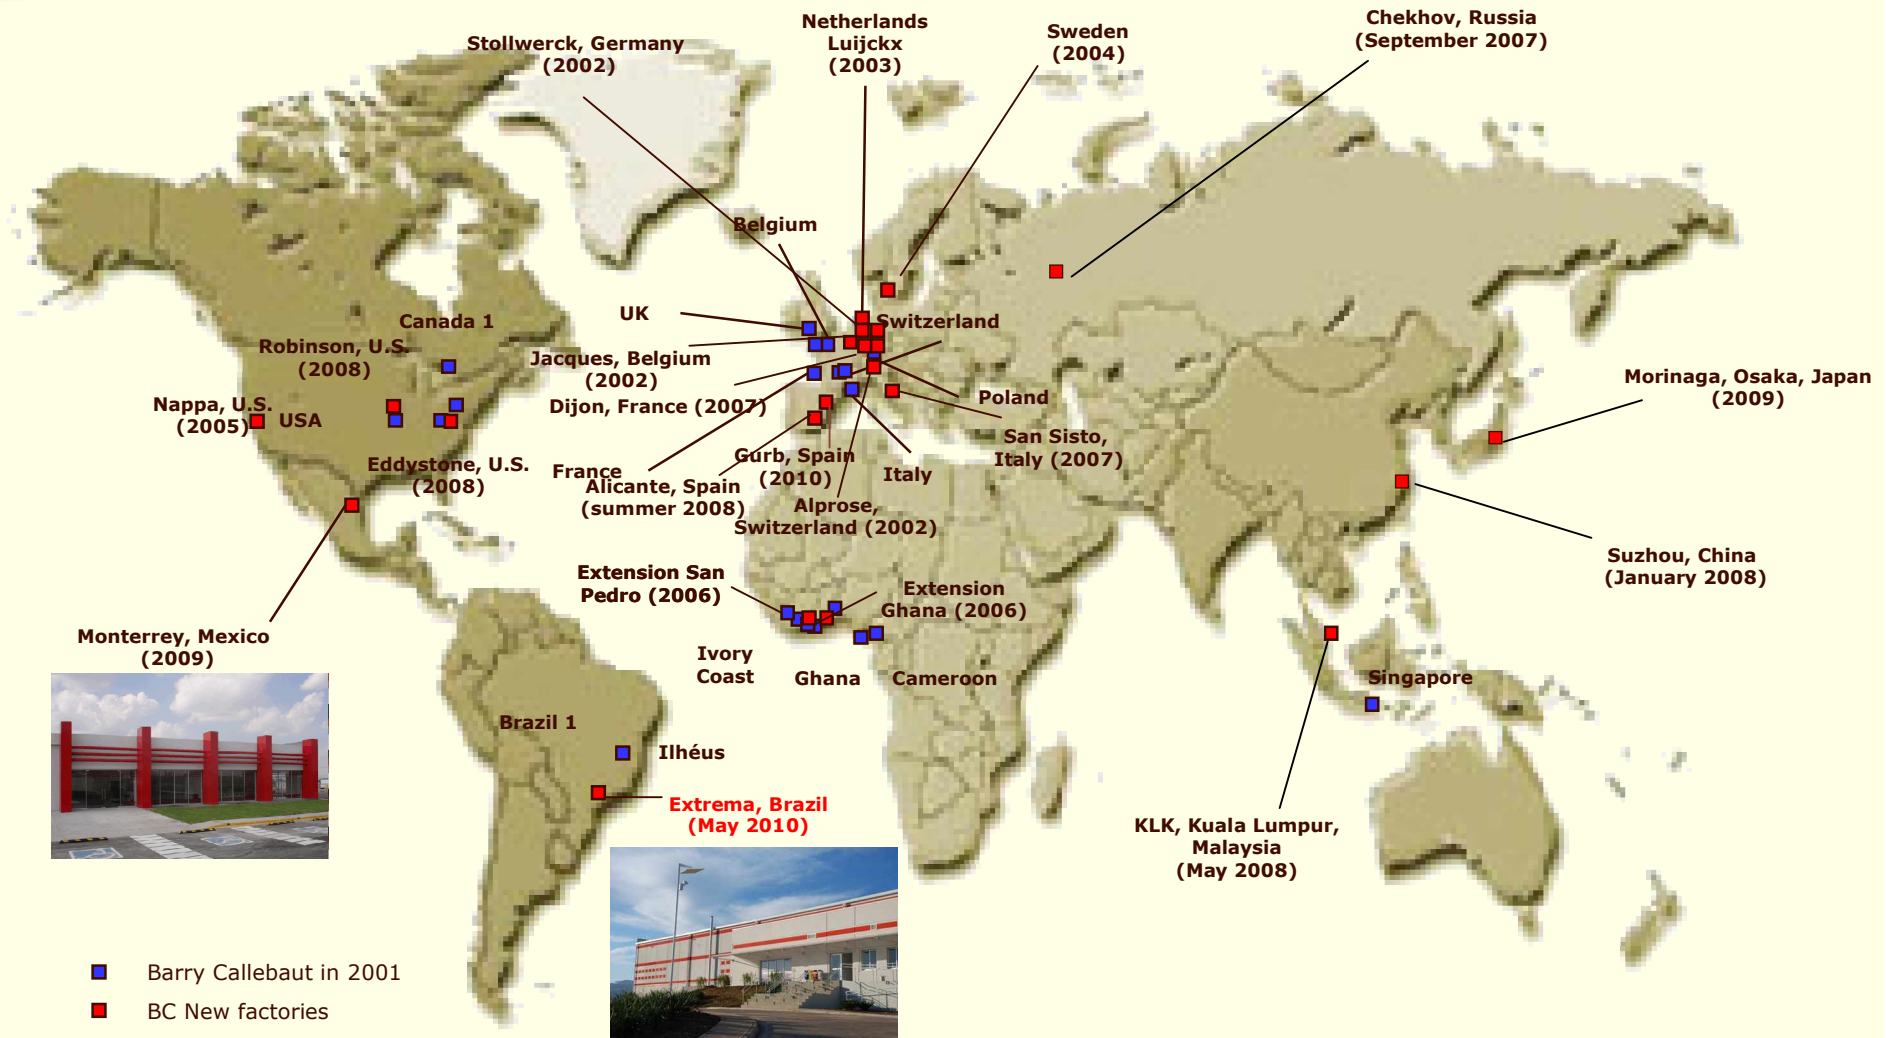 Stollwerck, Germany
(2002)
Netherlands
Luijckx
(2003)
Sweden
(2004)
Chekhov, Russia
(September 2007)
Belgium
UK
Switzerland
Canada 1
Robinson, U.S.
(2008)
Jacques, Belgium
(2002)
Dijon, France (2007)
Poland
Morinaga, Osaka, Japan
(2009)
Nappa, U.S.
(2005)
USA
San Sisto,
Italy (2007)
Eddystone, U.S.
(2008)
France
Gurb, Spain
(2010)
Italy
Alicante, Spain
(summer 2008)
Alprose,
Switzerland (2002)
Suzhou, China
(January 2008)
Extension San
Pedro (2006)
Extension
Ghana (2006)
Monterrey, Mexico
(2009)
Ivory
Coast
Ghana
Cameroon
Singapore
Brazil 1
Ilhéus
Extrema, Brazil
(May 2010)
KLK, Kuala Lumpur,
Malaysia
(May 2008)
Barry Callebaut in 2001
BC New factories